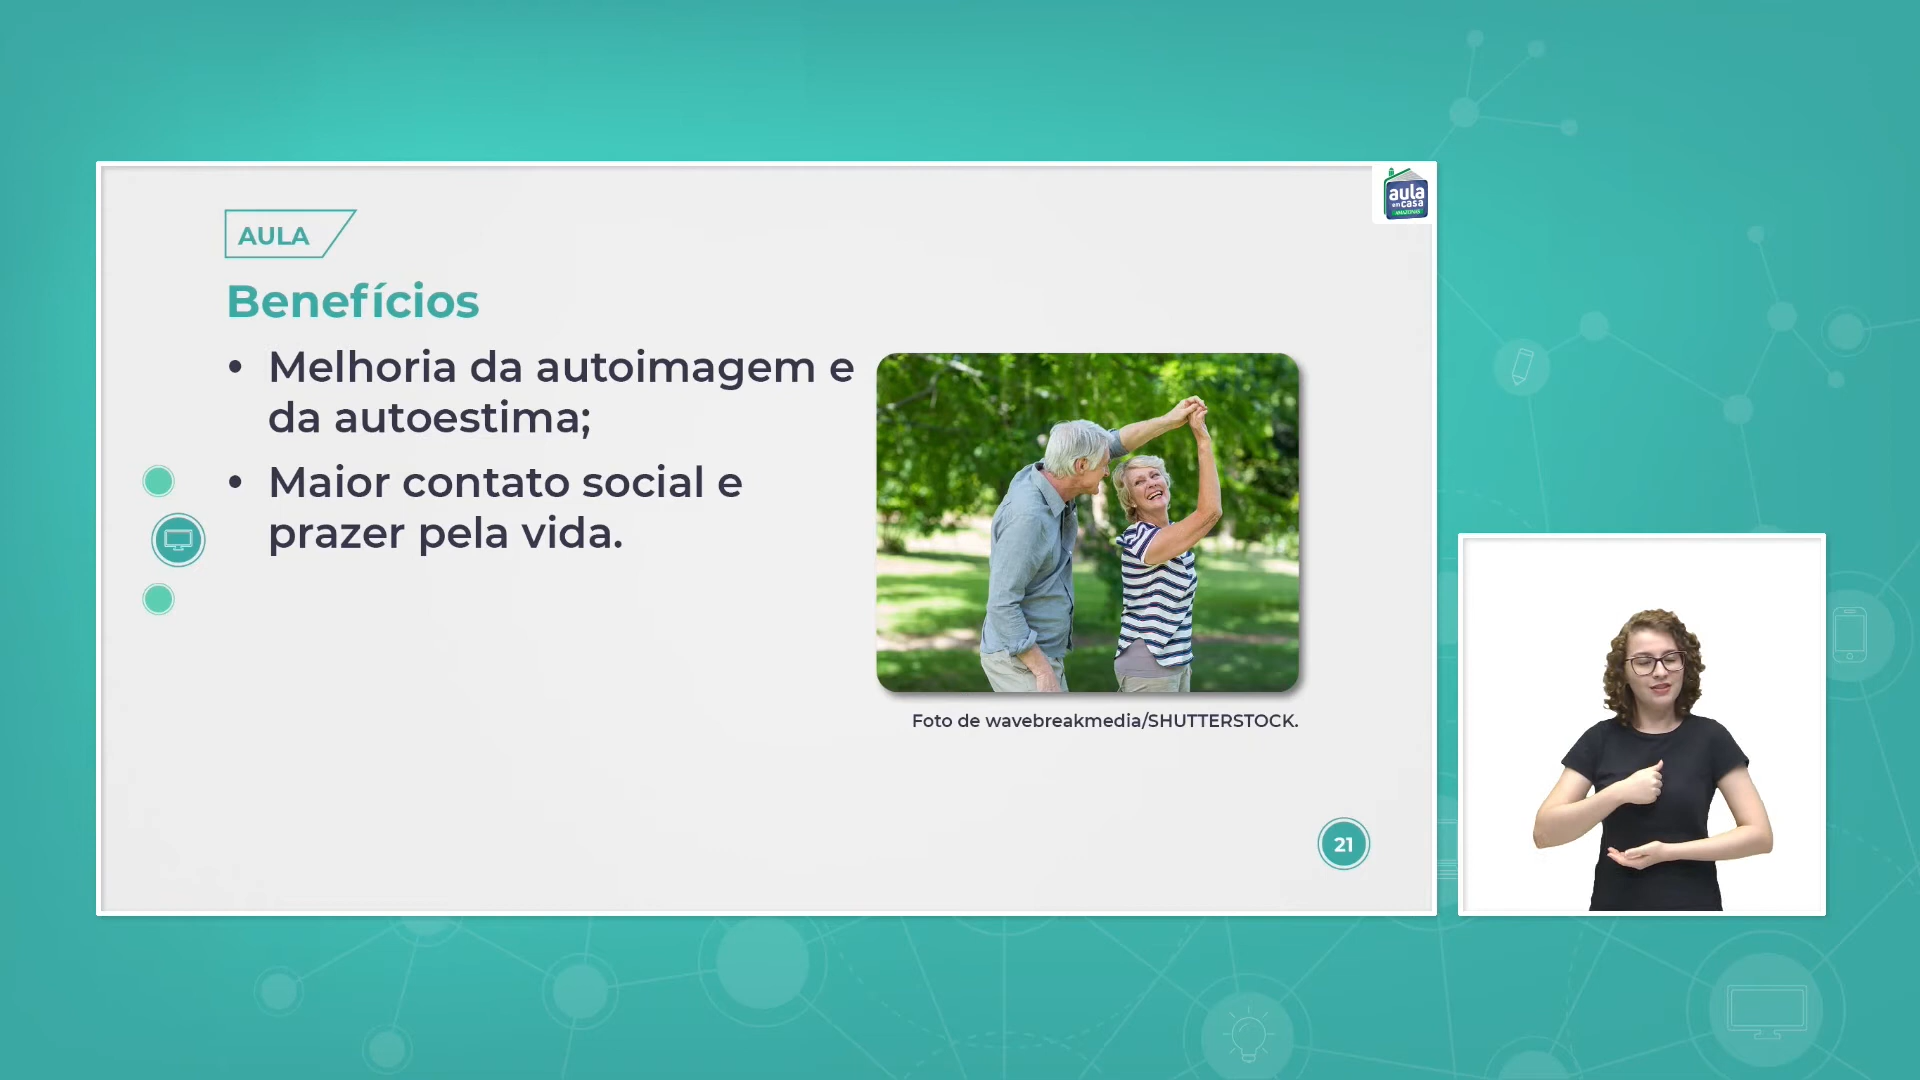 aula
em casa
AMAZONAS
AULA
Benefícios
• Melhoria da autoimagem e
da autoestima;
• Maior contato social e
prazer pela vida.
Foto de wavebreakmedia/SHUTTERSTOCK.
21